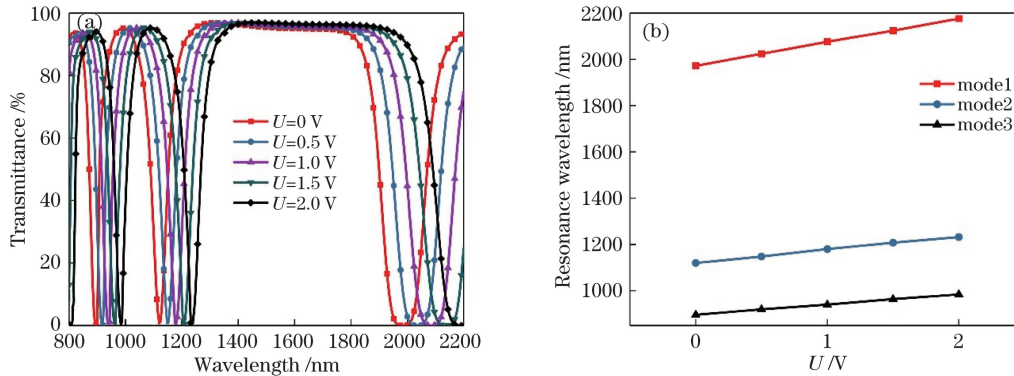 (a)
Transmittance /%
100
80
60
40
20
0
U=0 V
U=0.5 V
U=1.0 V
U=1.5 V
U=2.0 V
800 1000 1200 1400 1600 1800 2000 2200
Wavelength /nm
(b)
Resonance wavelength /nm
2200
2000
1800
1600
1400
1200
1000
mode1
mode2
mode3
0 1 2
U /V